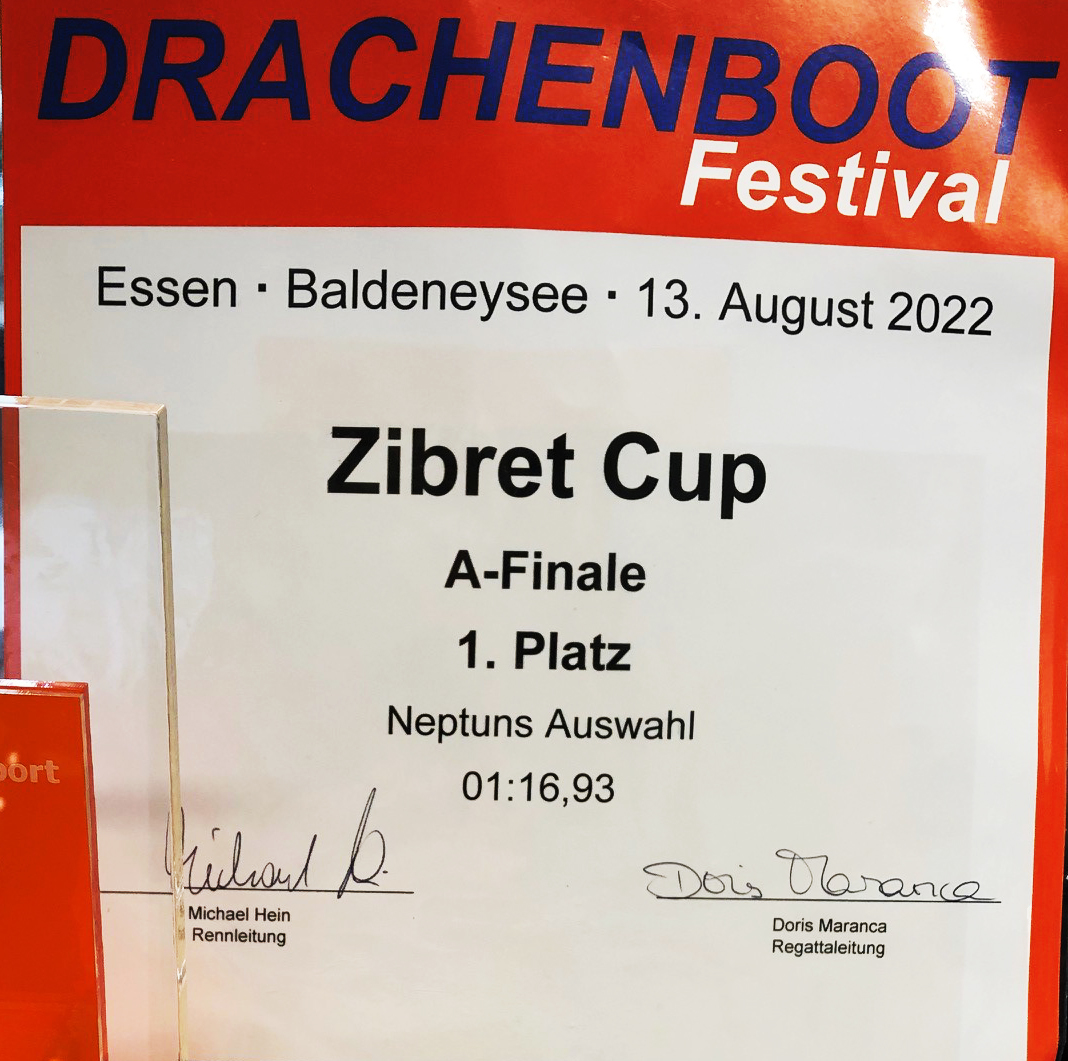 DRACHENBOOT
Festival
Essen · Baldeneysee · 13. August 2022
Zibret Cup
A-Finale
1. Platz
Neptuns Auswahl
01:16,93
Doris Maranca
Michael Hein
Rennleitung
Doris Maranca
Regattaleitung